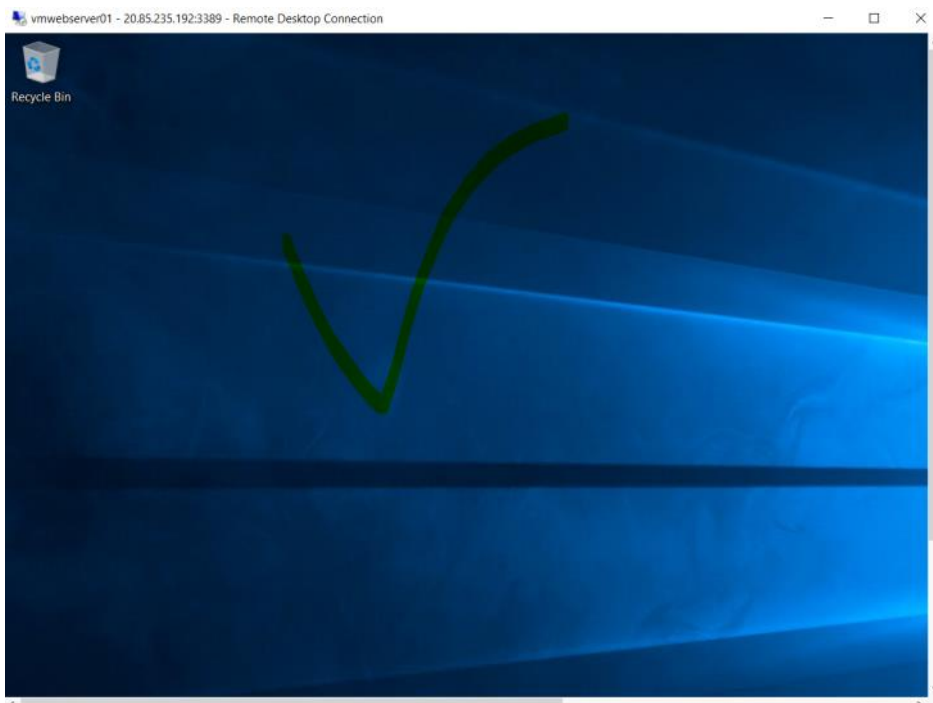 vmwebserver01 - 20.85.235.192:3389 - Remote Desktop Connection
Recycle Bin